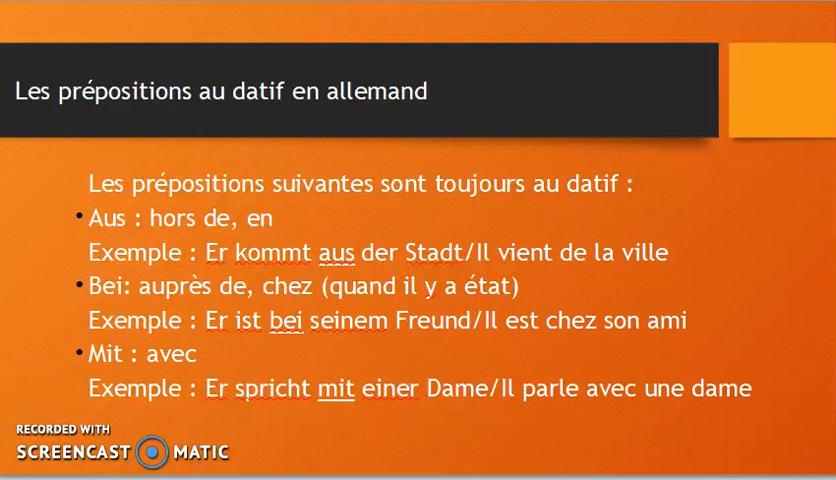 Les prépositions au datif en allemand
Les prépositions suivantes sont toujours au datif :
• Aus : hors de, en
Exemple : Er kommt aus der Stadt/Il vient de la ville
• Bei: auprès de, chez (quand il y a état)
Exemple : Er ist bei seinem Freund/Il est chez son ami
• Mit : avec
Exemple : Er spricht mit einer Dame/Il parle avec une dame
RECORDED WITH
SCREENCAST MATIC